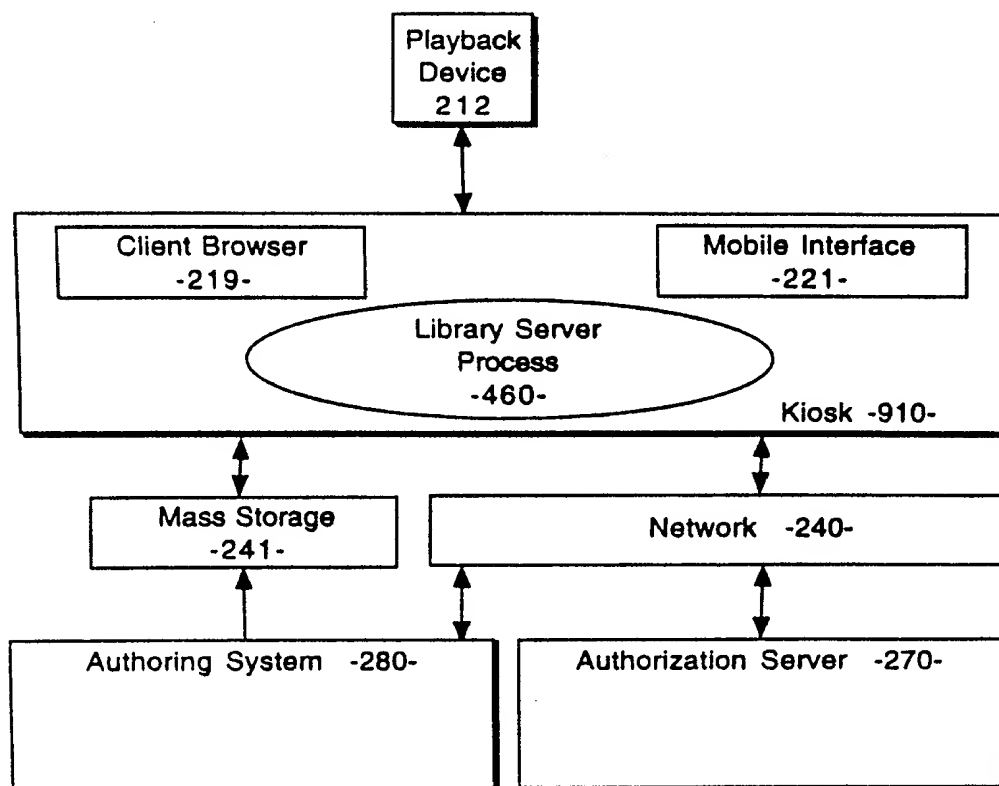 Playback
Device
212
Client Browser
-219-
Mobile Interface
-221-
Library Server
Process
-460-
Kiosk -910-
Mass Storage
-241-
Network -240-
Authoring System -280-
Authorization Server -270-